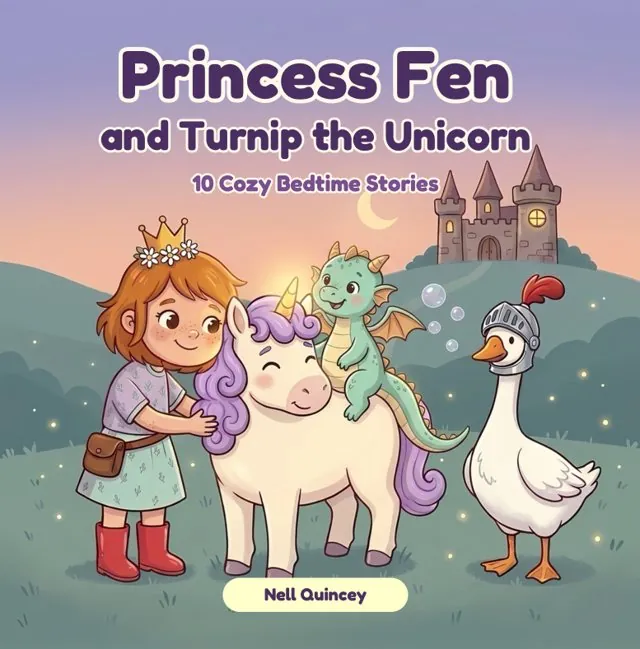 Princess Fen
and Turnip the Unicorn
10 Cozy Bedtime Stories
Nell Quincey